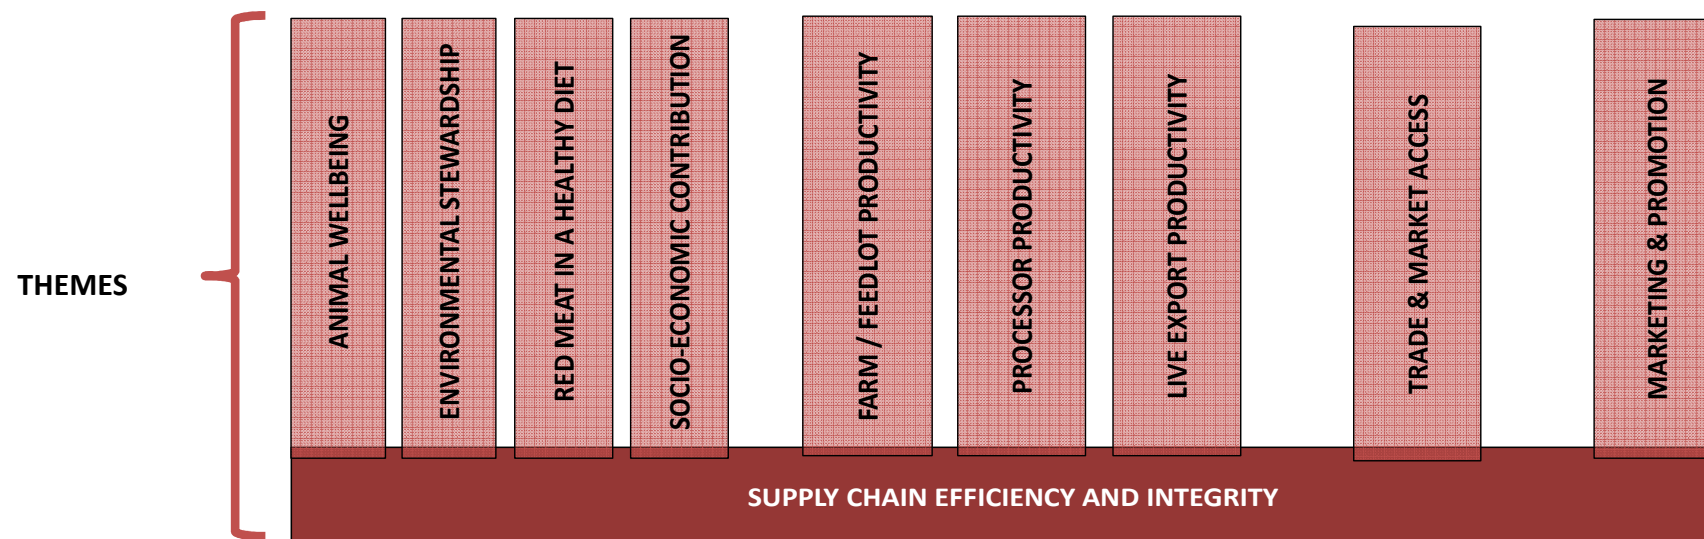 THEMES
ANIMAL WELLBEING
ENVIRONMENTAL STEWARDSHIP
RED MEAT IN A HEALTHY DIET
SOCIO-ECONOMIC CONTRIBUTION
FARM / FEEDLOT PRODUCTIVITY
PROCESSOR PRODUCTIVITY
LIVE EXPORT PRODUCTIVITY
TRADE & MARKET ACCESS
MARKETING & PROMOTION
SUPPLY CHAIN EFFICIENCY AND INTEGRITY